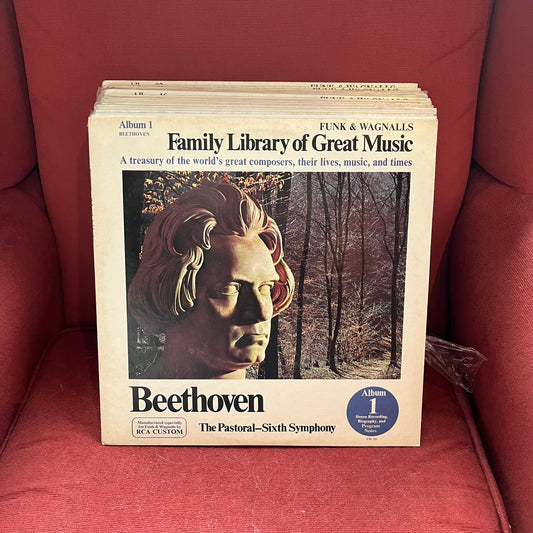 Album 1
BEETHOVEN
FUNK & WAGNALLS
Family Library of Great Music
A treasury of the world's great composers, their lives, music, and times
Beethoven
The Pastoral–Sixth Symphony
Manufactured especially
for Funk & Wagnalls by
RCA CUSTOM
Album
1
Stereo Recording,
Biography, and
Program
Notes